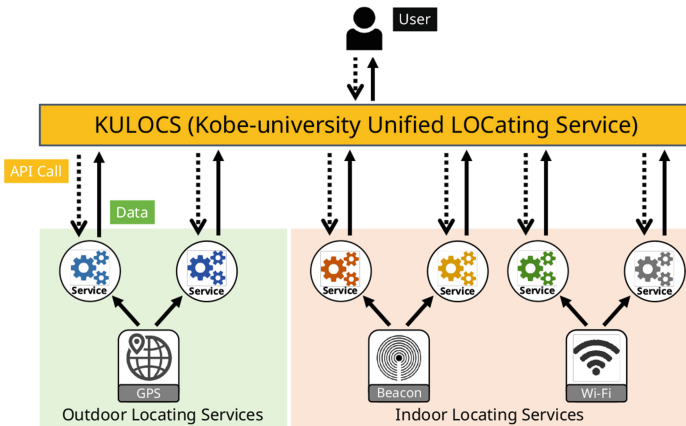 User
KULOCS (Kobe-university Unified LOCating Service)
API Call
Data
Service
Service
Service
Service
Service
Service
GPS
Beacon
Wi-Fi
Outdoor Locating Services
Indoor Locating Services